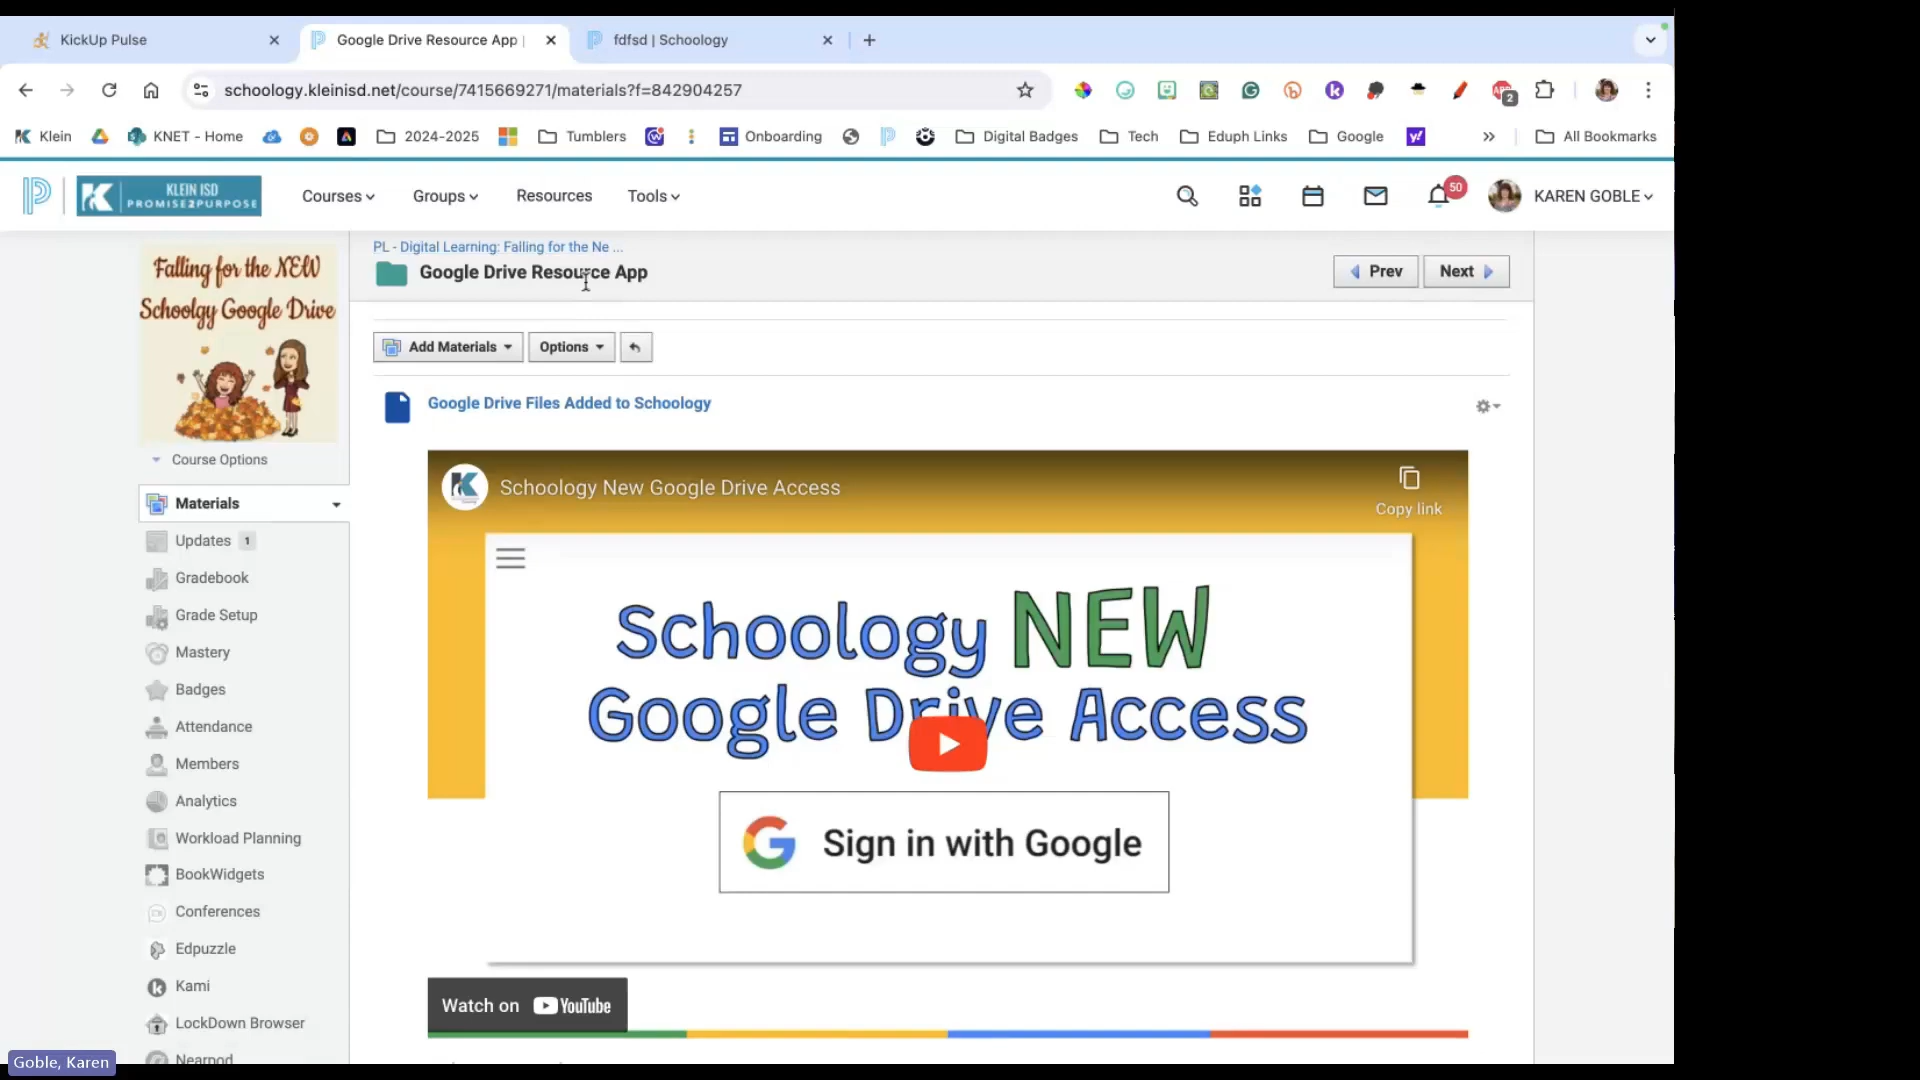 KickUp Pulse
Google Drive Resource App |
fdfsd | Schoology
schoology.kleinisd.net/course/7415669271/materials?f=842904257
2
Klein
KNET - Home
2024-2025
Tumblers
Onboarding
Digital Badges
Tech
Eduph Links
Google
All Bookmarks
KLEIN ISD
PROMISE2PURPOSE
Courses
Groups
Resources
Tools
50
KAREN GOBLE
Falling for the NEW
Schoolgy Google Drive
Course Options
Materials
Updates 1
Gradebook
Grade Setup
Mastery
Badges
Attendance
Members
Analytics
Workload Planning
BookWidgets
Conferences
Edpuzzle
Kami
LockDown Browser
Nearpod
PL - Digital Learning: Falling for the Ne ...
Google Drive Resource App
Prev
Next
Add Materials
Options
Google Drive Files Added to Schoology
Schoology New Google Drive Access
Copy link
Schoology NEW
Google Drive Access
Sign in with Google
Watch on YouTube
Goble, Karen